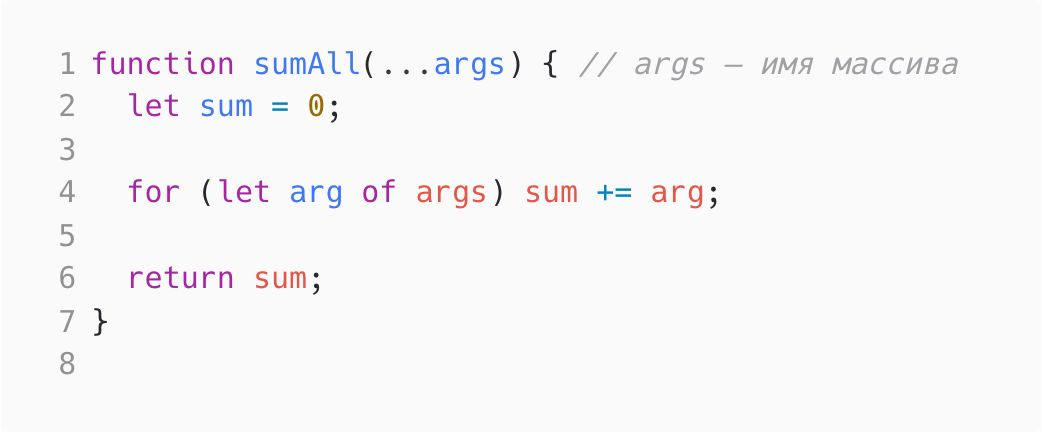 1 function sumAll(...args) { // args — имя массива
2   let sum = 0;
3
4   for (let arg of args) sum += arg;
5
6   return sum;
7 }
8